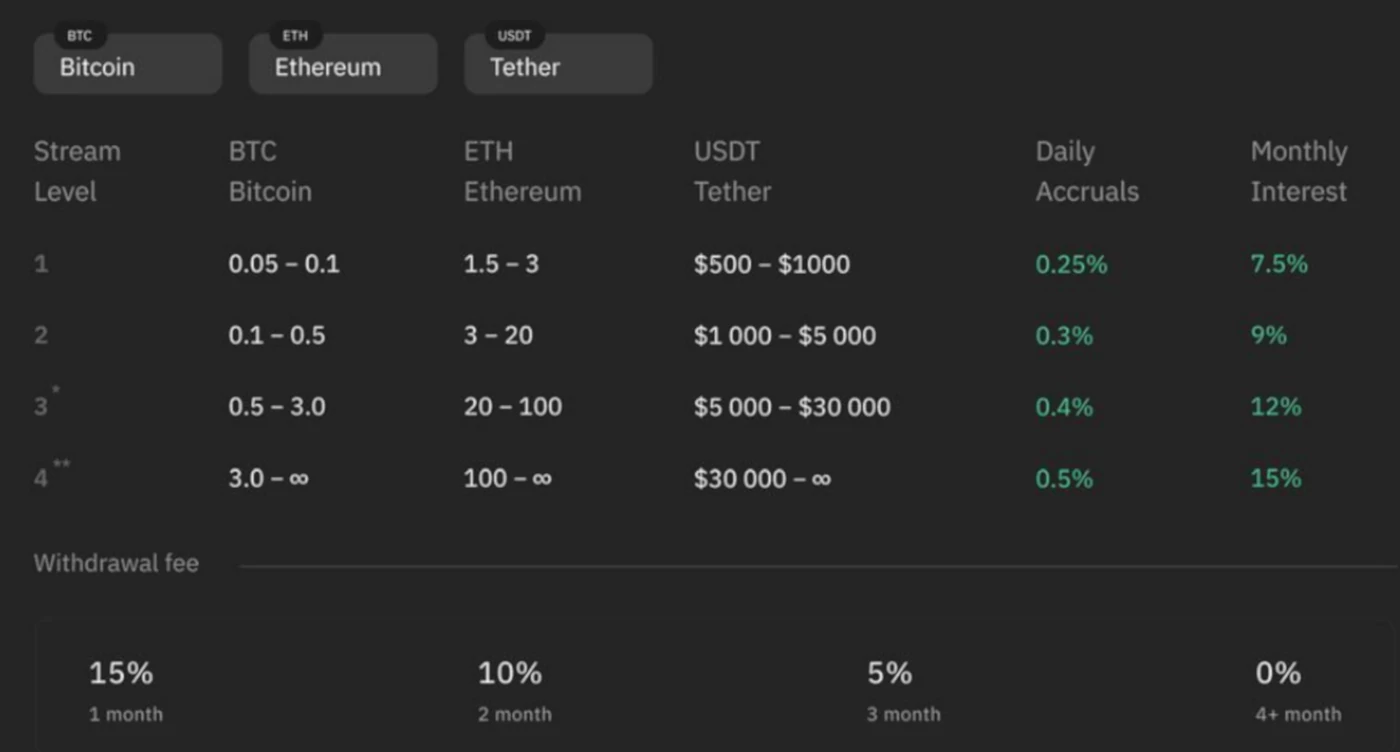 BTC ETH USDT
Bitcoin Ethereum Tether
Stream BTC ETH USDT Daily Monthly
Level Bitcoin Ethereum Tether Accruals Interest
1 0.05 – 0.1 1.5 – 3 $500 – $1000 0.25% 7.5%
2 0.1 – 0.5 3 – 20 $1 000 – $5 000 0.3% 9%
3* 0.5 – 3.0 20 – 100 $5 000 – $30 000 0.4% 12%
4** 3.0 – ∞ 100 – ∞ $30 000 – ∞ 0.5% 15%
Withdrawal fee
15% 10% 5% 0%
1 month 2 month 3 month 4+ month